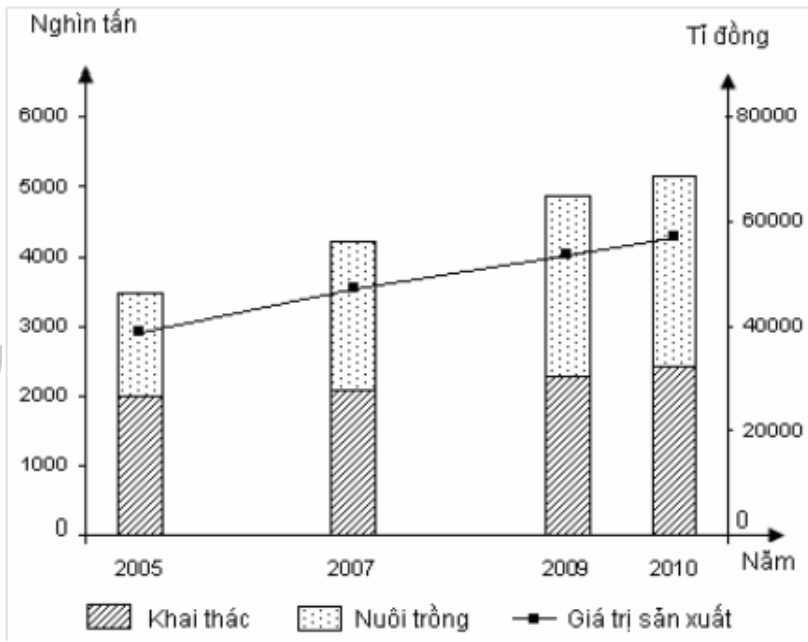 Nghìn tấn
Tỉ đồng
6000
5000
4000
3000
2000
1000
0
80000
60000
40000
20000
0
2005 2007 2009 2010
Năm
Khai thác Nuôi trồng Giá trị sản xuất